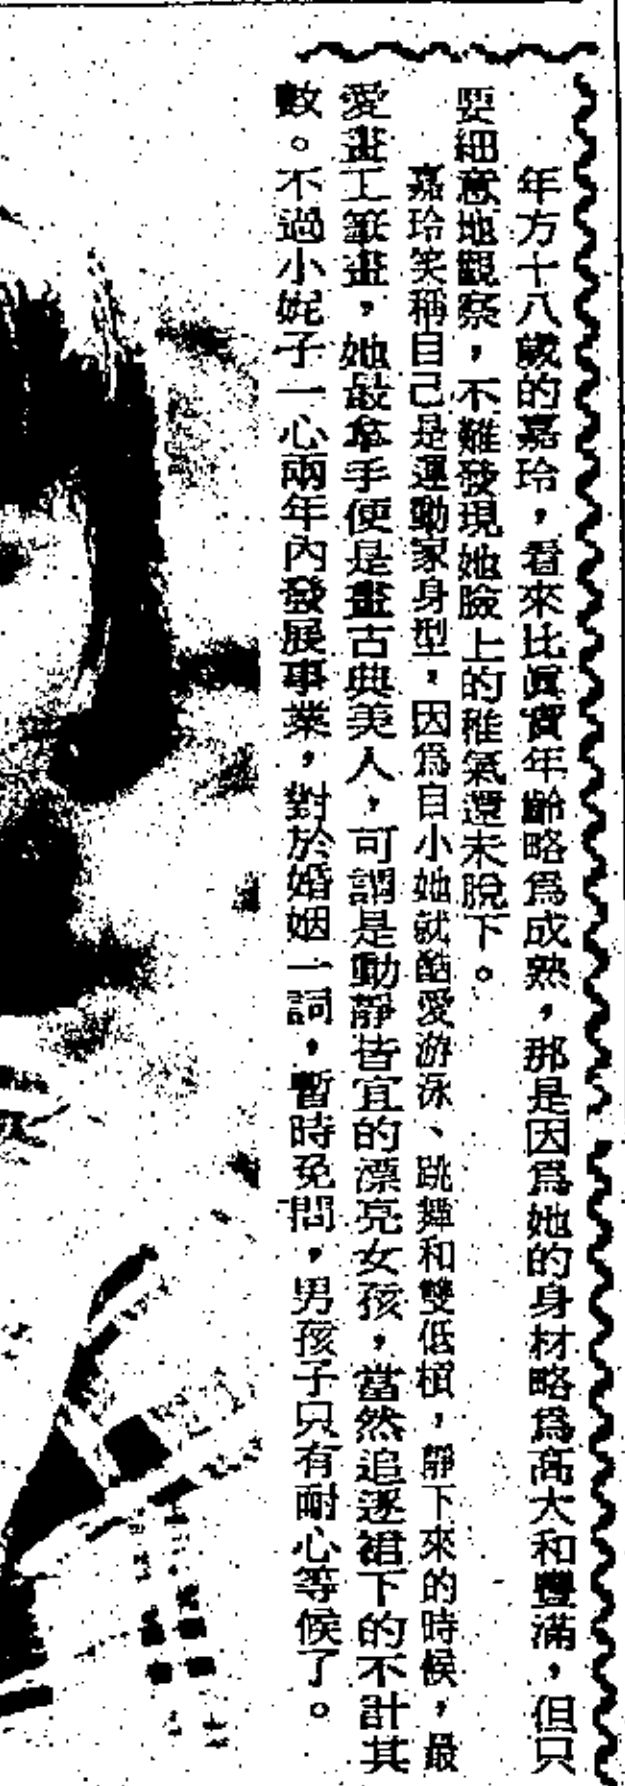 年方十八歲的嘉玲，看來比眞實年齡略爲成熟，那是因爲她的身材略爲高大和豐滿，但只
要細意地觀察，不難發現她臉上的稚氣還未脫下。
嘉玲笑稱自己是運動家身型，因爲自小她就酷愛游泳、跳舞和雙低槓，靜下來的時候，最
愛畫工筆畫，她最拿手便是畫古典美人，可謂是動靜皆宜的漂亮女孩，當然追逐裙下的不計其
數。不過小妮子一心兩年內發展事業，對於婚姻一詞，暫時免問，男孩子只有耐心等候了。